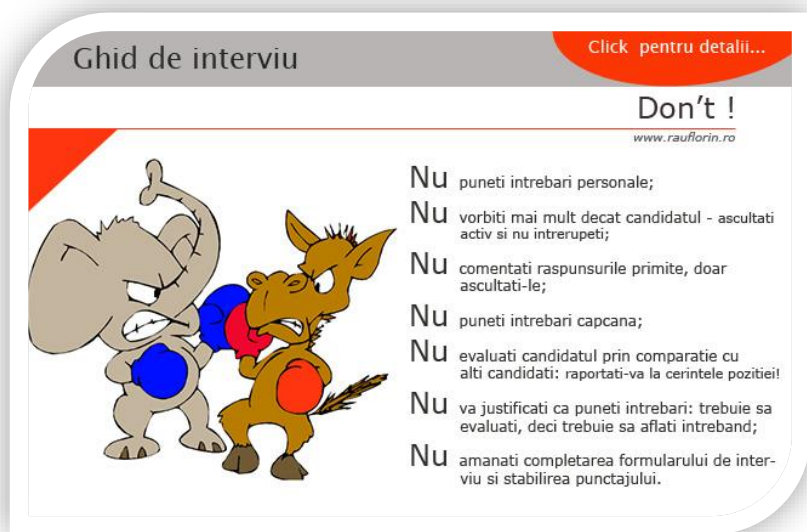 Ghid de interviu
Click pentru detalii...
Don't !
www.rauflorin.ro
Nu puneti intrebari personale;
Nu vorbiti mai mult decat candidatul - ascultati
activ si nu intrerupeti;
Nu comentati raspunsurile primite, doar
ascultati-le;
Nu puneti intrebari capcana;
Nu evaluati candidatul prin comparatie cu
alti candidati: raportati-va la cerintele pozitiei!
Nu va justificati ca puneti intrebari: trebuie sa
evaluati, deci trebuie sa aflati intreband;
Nu amanati completarea formularului de inter-
viu si stabilirea punctajului.